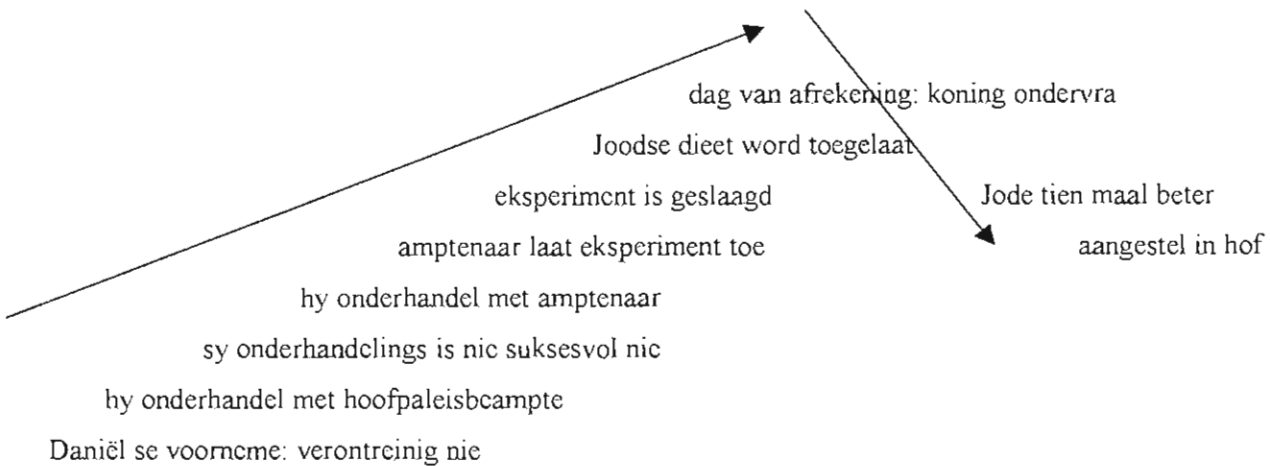 dag van afrekening: koning ondervra
Joodse dieet word toegelaat
eksperiment is geslaagd
Jode tien maal beter
amptenaar laat eksperiment toe
aangestel in hof
hy onderhandel met amptenaar
sy onderhandelings is nie suksesvol nie
hy onderhandel met hoofpaleisbeampte
Daniël se voorneme: verontreinig nie